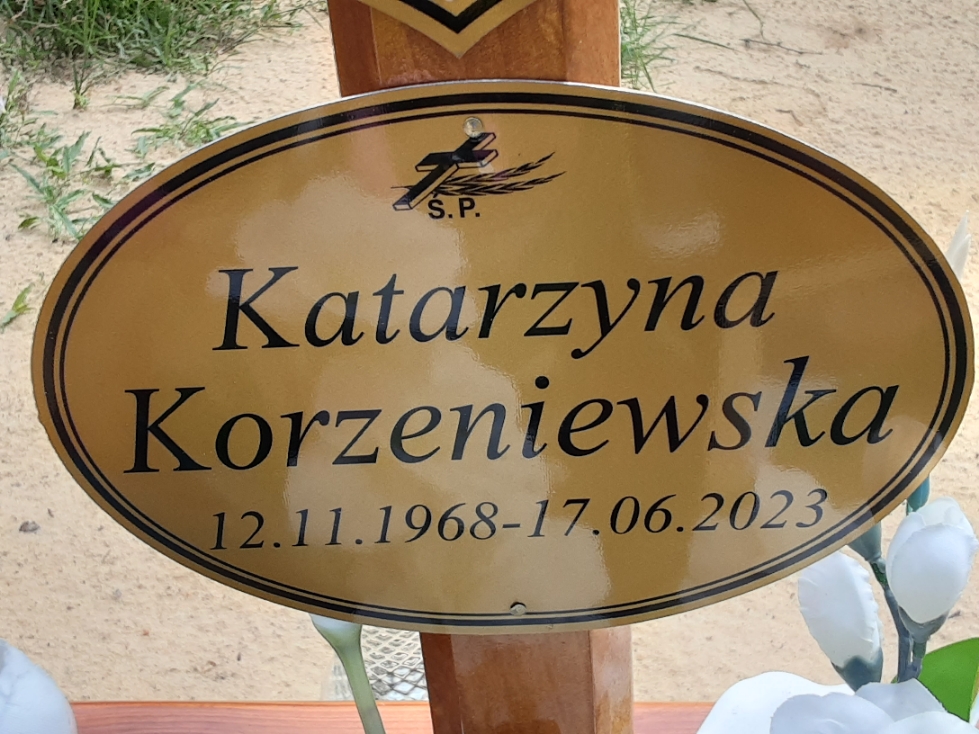 Ś.P.
Katarzyna
Korzeniewska
12.11.1968-17.06.2023